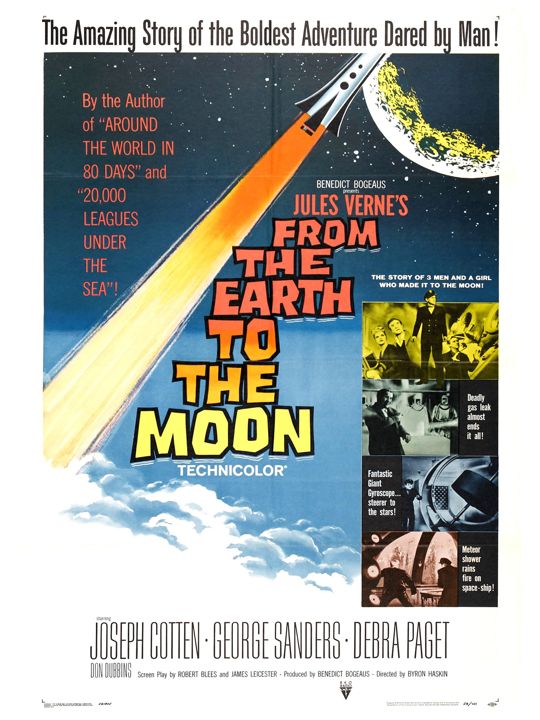 The Amazing Story of the Boldest Adventure Dared by Man!
By the Author
of "AROUND
THE WORLD IN
80 DAYS" and
"20,000
LEAGUES
UNDER
THE
SEA"!
BENEDICT BOGEAUS
presents
JULES VERNE'S
FROM
THE
EARTH
TO
THE
MOON
TECHNICOLOR®
THE STORY OF 3 MEN AND A GIRL
WHO MADE IT TO THE MOON!
Deadly
gas leak
almost
ends
it all!
Fantastic
Giant
Gyroscope...
steerer to
the stars!
Meteor
shower
rains
fire on
space-ship!
starring
JOSEPH COTTEN · GEORGE SANDERS · DEBRA PAGET
DON DUBBINS
Screen Play by ROBERT BLEES and JAMES LEICESTER · Produced by BENEDICT BOGEAUS · Directed by BYRON HASKIN
RKO
RADIO